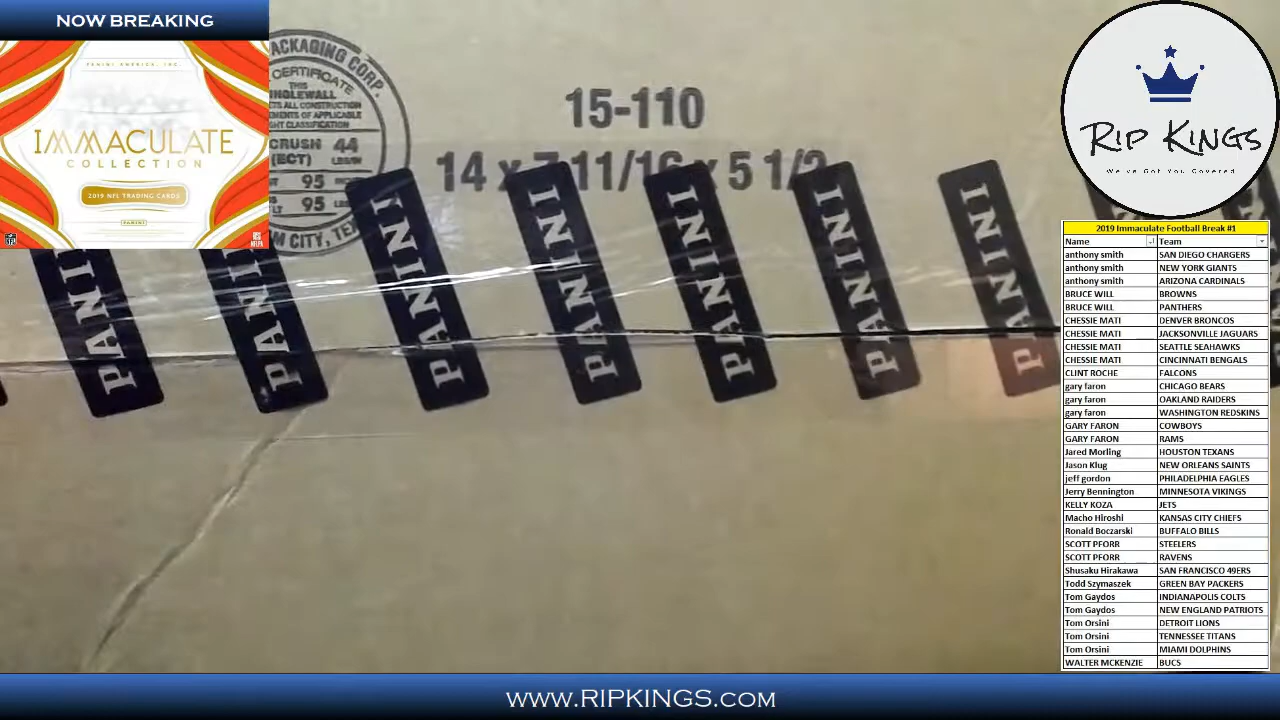 NOW BREAKING
PANINI AMERICA, INC.
IMMACULATE
COLLECTION
2019 NFL TRADING CARDS
PANINI
NFL
PACKAGING CORP.
CERTIFICATE
THIS
INGLEWALL
ETS ALL CONSTRUCTION
EMENTS OF APPLICABLE
GHT CLASSIFICATION
CRUSH 44
(ECT) LBS/IN
95
95
M CITY, TE
15-110
14 x 7 11/16 x 5 1/2
PANINI
PANINI
PANINI
PANINI
PANINI
PANINI
PANINI
RIP KINGS
We've Got You Covered
2019 Immaculate Football Break #1
Name Team
anthony smith SAN DIEGO CHARGERS
anthony smith NEW YORK GIANTS
anthony smith ARIZONA CARDINALS
BRUCE WILL BROWNS
BRUCE WILL PANTHERS
CHESSIE MATI DENVER BRONCOS
CHESSIE MATI JACKSONVILLE JAGUARS
CHESSIE MATI SEATTLE SEAHAWKS
CHESSIE MATI CINCINNATI BENGALS
CLINT ROCHE FALCONS
gary faron CHICAGO BEARS
gary faron OAKLAND RAIDERS
gary faron WASHINGTON REDSKINS
GARY FARON COWBOYS
GARY FARON RAMS
Jared Morling HOUSTON TEXANS
Jason Klug NEW ORLEANS SAINTS
jeff gordon PHILADELPHIA EAGLES
Jerry Bennington MINNESOTA VIKINGS
KELLY KOZA JETS
Macho Hiroshi KANSAS CITY CHIEFS
Ronald Boczarski BUFFALO BILLS
SCOTT PFORR STEELERS
SCOTT PFORR RAVENS
Shusaku Hirakawa SAN FRANCISCO 49ERS
Todd Szymaszek GREEN BAY PACKERS
Tom Gaydos INDIANAPOLIS COLTS
Tom Gaydos NEW ENGLAND PATRIOTS
Tom Orsini DETROIT LIONS
Tom Orsini TENNESSEE TITANS
Tom Orsini MIAMI DOLPHINS
WALTER MCKENZIE BUCS
WWW.RIPKINGS.COM